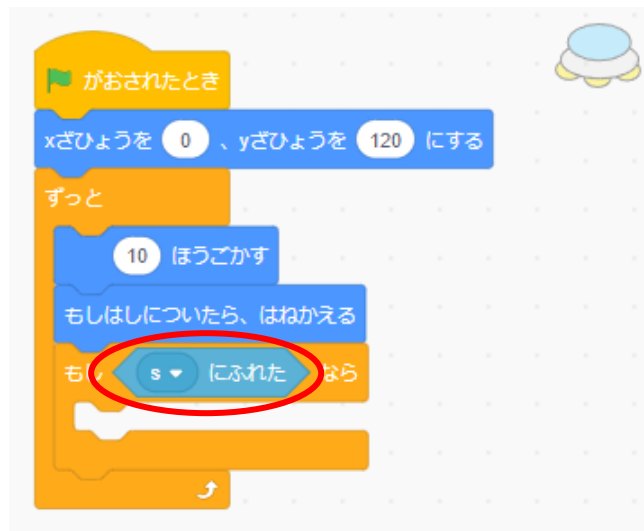 がおされたとき
xざひょうを 0 、yざひょうを 120 にする
ずっと
10 ほうごかす
もしはしについたら、はねかえる
もし s にふれた なら